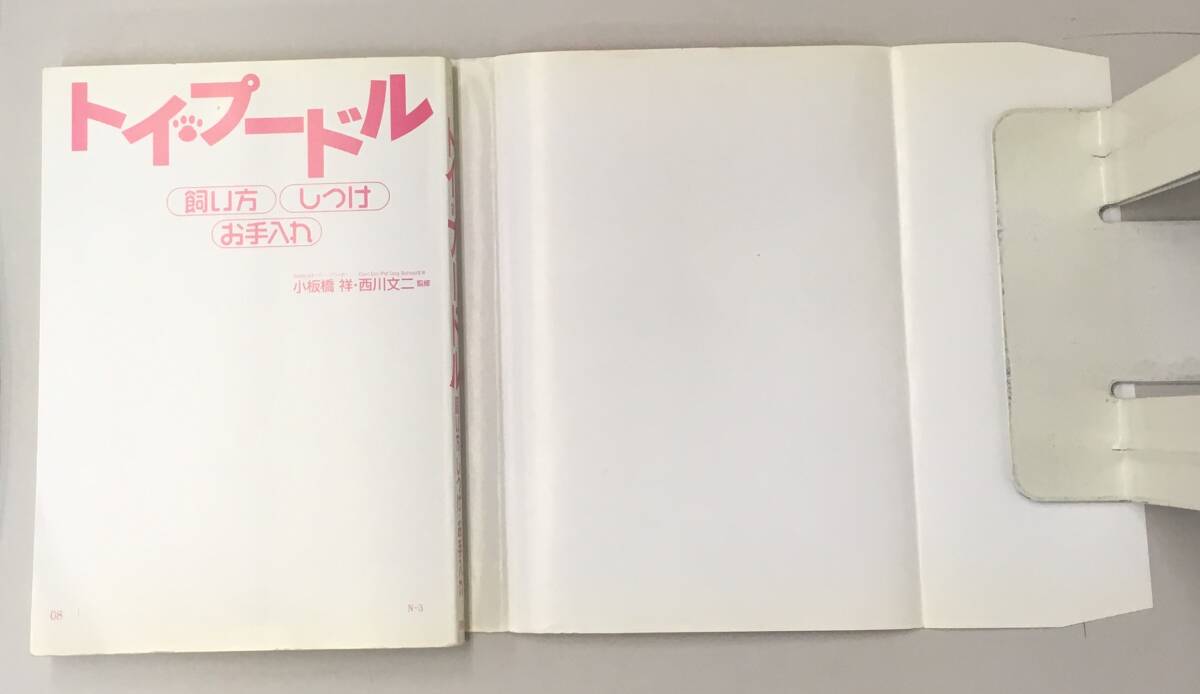 トイ・プードル
飼い方 しつけ
お手入れ
小板橋 祥・西川文二 監修
08 N-3